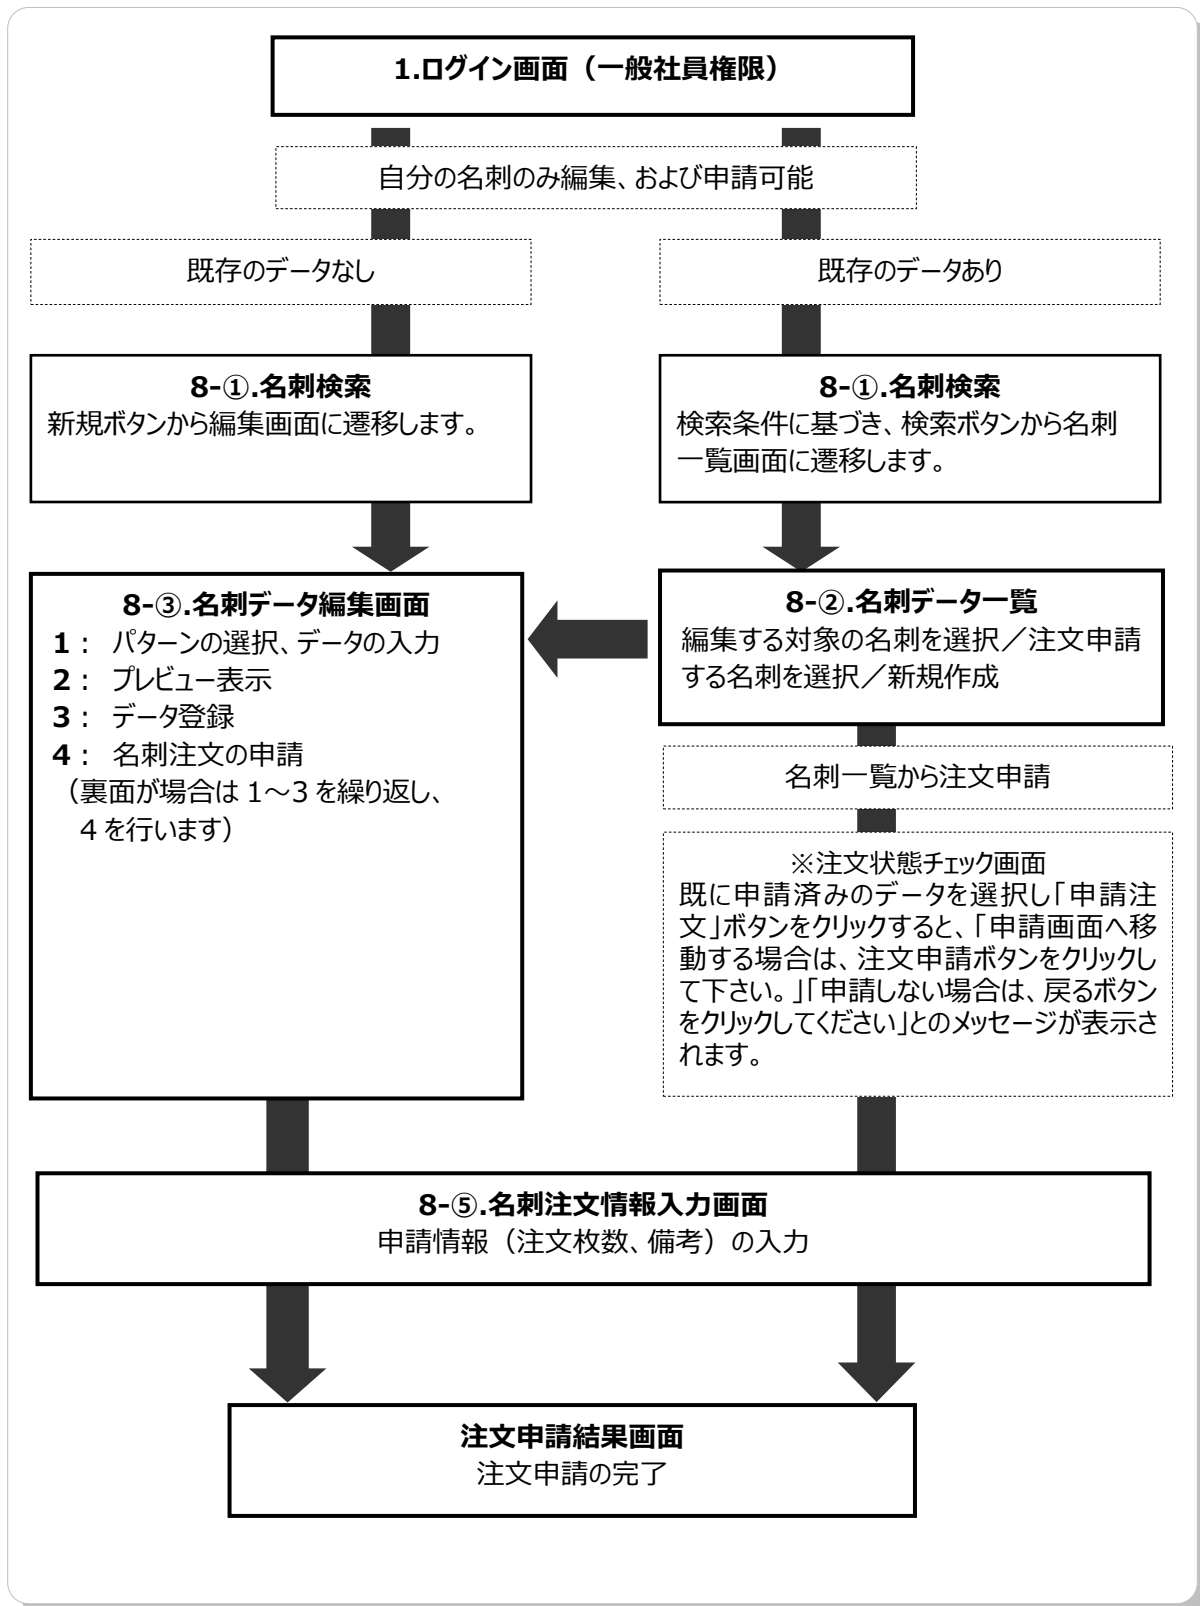 1.ログイン画面（一般社員権限）
自分の名刺のみ編集、および申請可能
既存のデータなし
既存のデータあり
8-①.名刺検索
新規ボタンから編集画面に遷移します。
8-①.名刺検索
検索条件に基づき、検索ボタンから名刺
一覧画面に遷移します。
8-③.名刺データ編集画面
1： パターンの選択、データの入力
2： プレビュー表示
3： データ登録
4： 名刺注文の申請
（裏面が場合は 1～3 を繰り返し、
4 を行います）
8-②.名刺データ一覧
編集する対象の名刺を選択／注文申請
する名刺を選択／新規作成
名刺一覧から注文申請
※注文状態チェック画面
既に申請済みのデータを選択し「申請注
文」ボタンをクリックすると、「申請画面へ移
動する場合は、注文申請ボタンをクリックし
て下さい。」「申請しない場合は、戻るボタン
をクリックしてください」とのメッセージが表示さ
れます。
8-⑤.名刺注文情報入力画面
申請情報（注文枚数、備考）の入力
注文申請結果画面
注文申請の完了